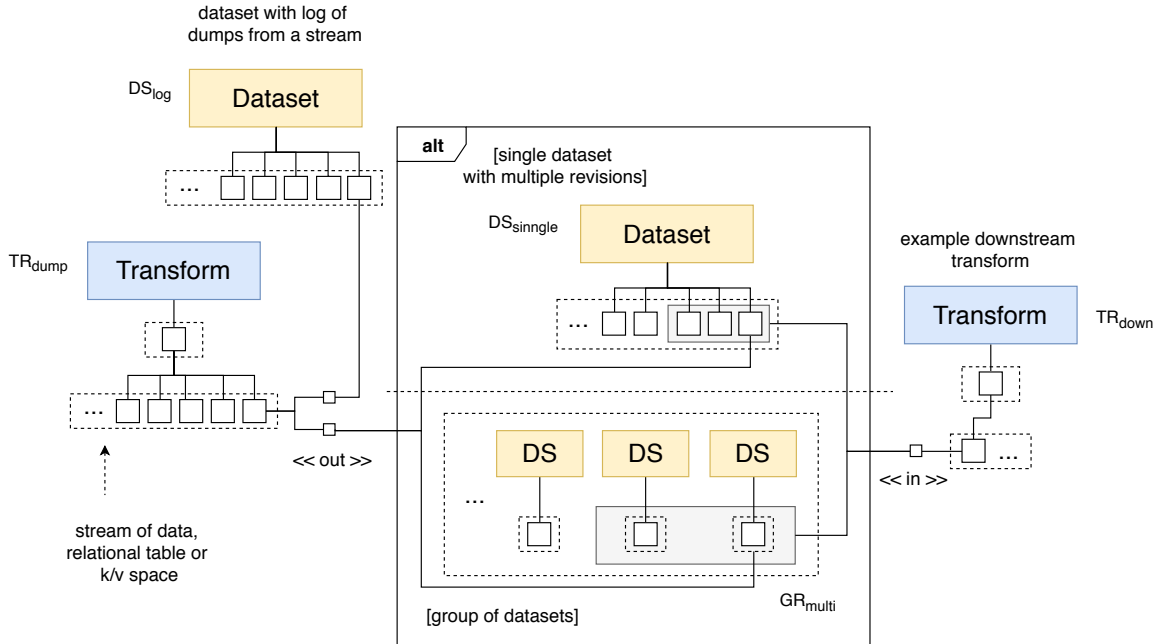 dataset with log of
dumps from a stream
DSlog
Dataset
...
alt
[single dataset
with multiple revisions]
DSsinngle
Dataset
...
TRdump
Transform
...
<< out >>
stream of data,
relational table or
k/v space
DS
DS
DS
...
GRmulti
[group of datasets]
example downstream
transform
Transform
TRdown
...
<< in >>